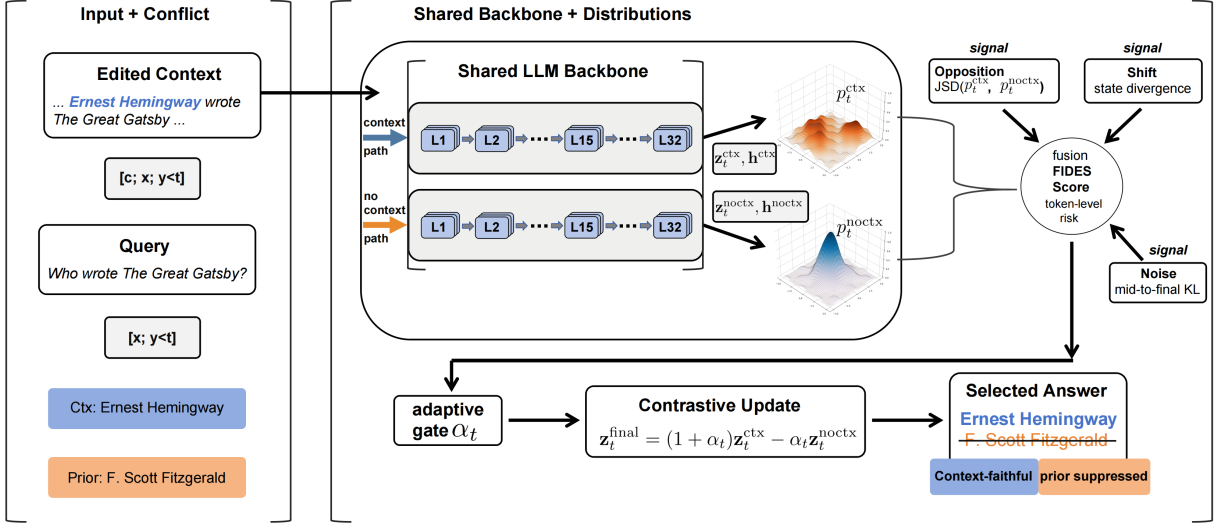 Input + Conflict
Edited Context
... Ernest Hemingway wrote
The Great Gatsby ...
[c; x; y<t]
Query
Who wrote The Great Gatsby?
[x; y<t]
Ctx: Ernest Hemingway
Prior: F. Scott Fitzgerald
Shared Backbone + Distributions
Shared LLM Backbone
context
path
L1
L2
L15
L32
no
context
path
L1
L2
L15
L32
z_t^ctx, h^ctx
z_t^noctx, h^noctx
p_t^ctx
p_t^noctx
signal
Opposition
JSD(p_t^ctx, p_t^noctx)
signal
Shift
state divergence
fusion
FIDES
Score
token-level
risk
signal
Noise
mid-to-final KL
adaptive
gate α_t
Contrastive Update
z_t^final = (1 + α_t)z_t^ctx − α_t z_t^noctx
Selected Answer
Ernest Hemingway
F. Scott Fitzgerald
Context-faithful
prior suppressed